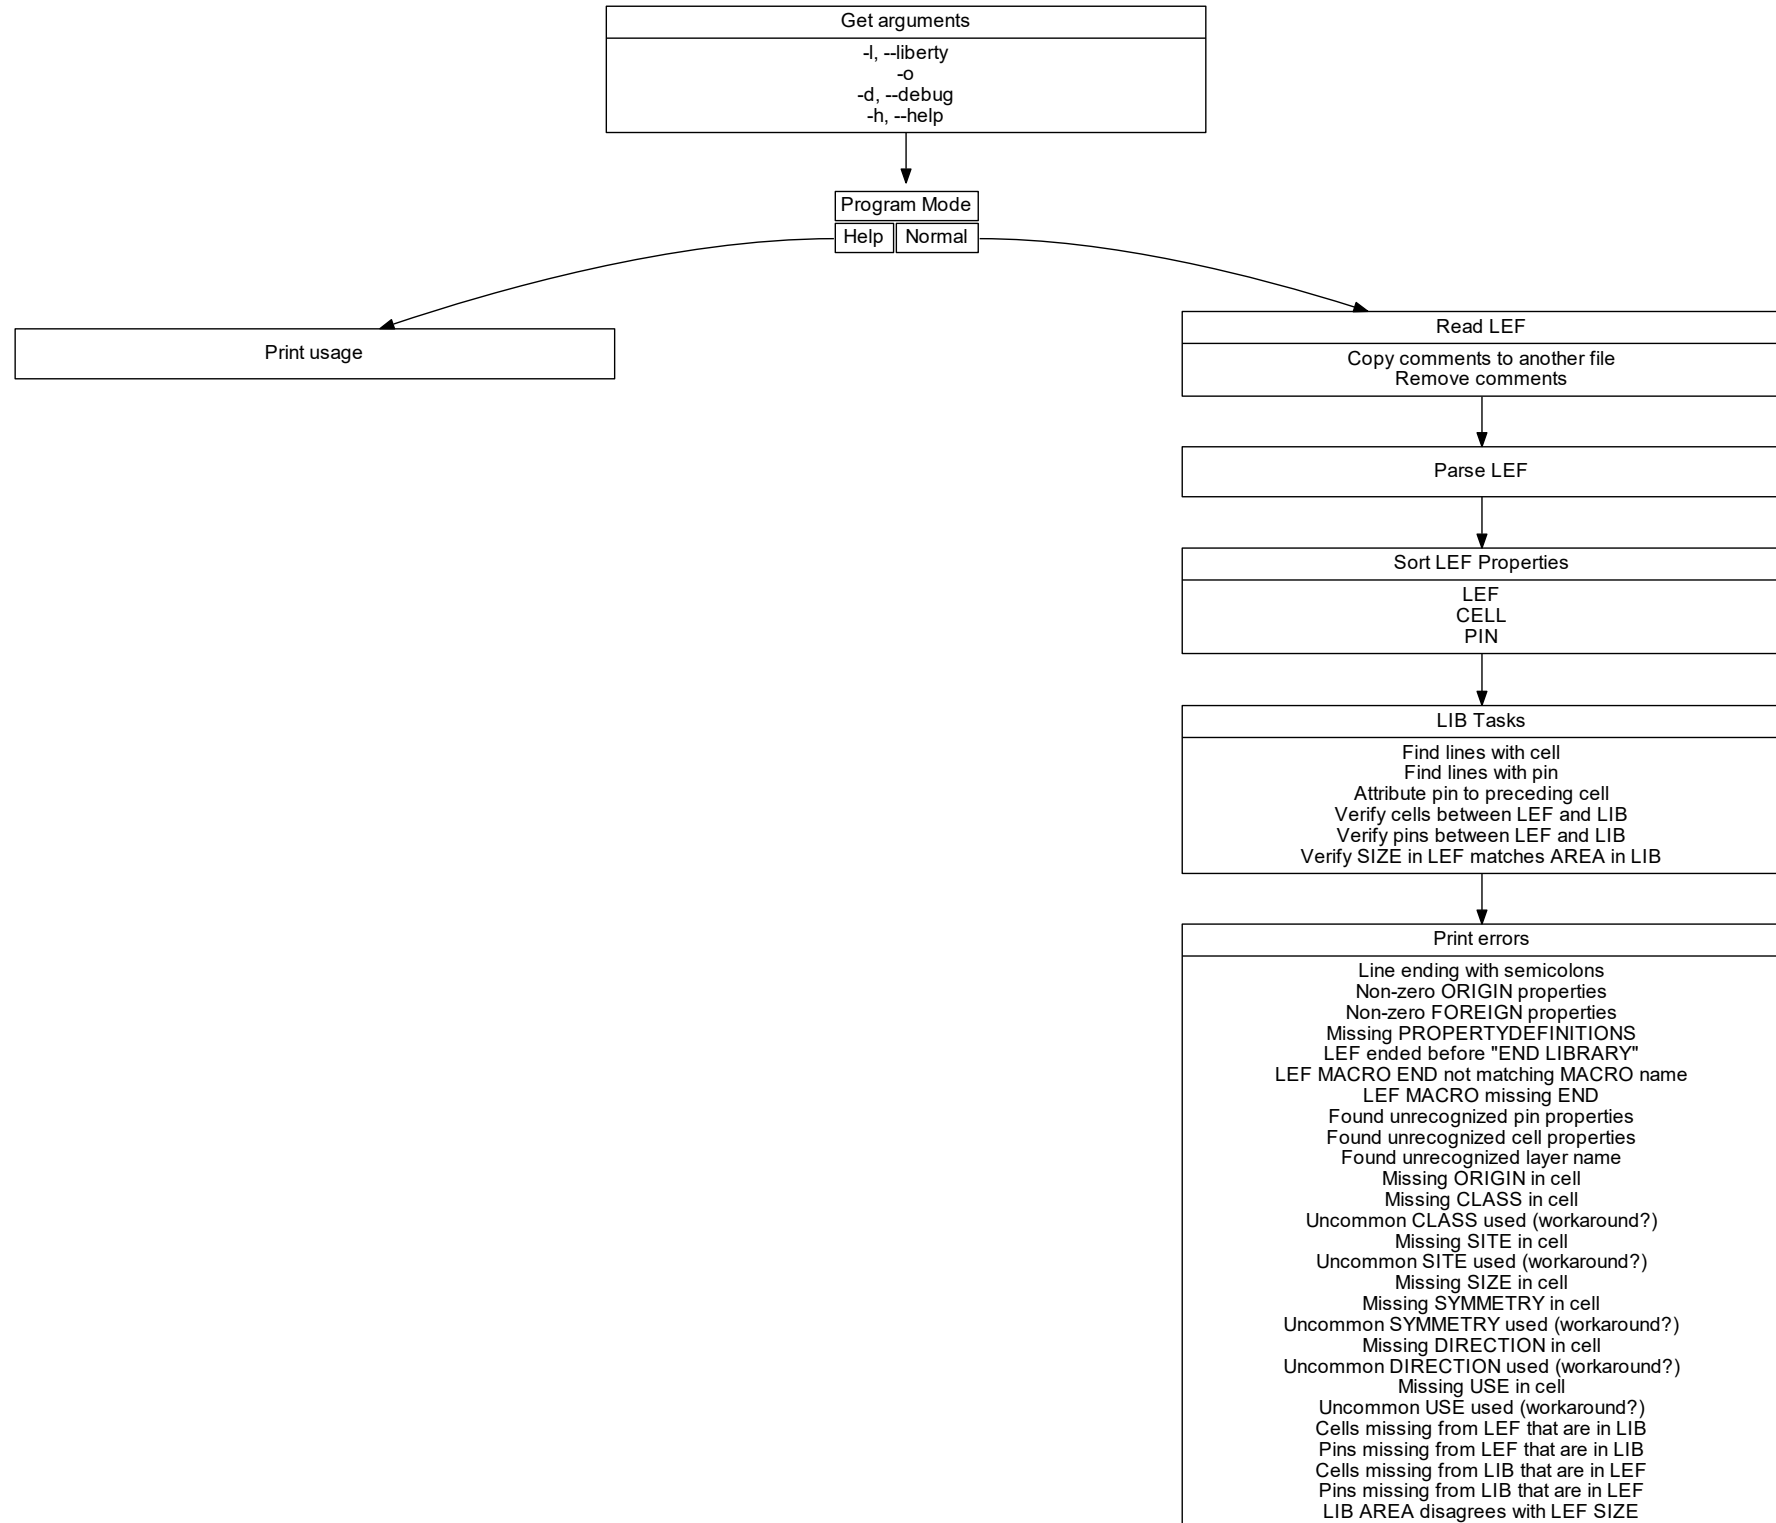 Get arguments
-l, --liberty
-o
-d, --debug
-h, --help
Program Mode
Help Normal
Print usage
Read LEF
Copy comments to another file
Remove comments
Parse LEF
Sort LEF Properties
LEF
CELL
PIN
LIB Tasks
Find lines with cell
Find lines with pin
Attribute pin to preceding cell
Verify cells between LEF and LIB
Verify pins between LEF and LIB
Verify SIZE in LEF matches AREA in LIB
Print errors
Line ending with semicolons
Non-zero ORIGIN properties
Non-zero FOREIGN properties
Missing PROPERTYDEFINITIONS
LEF ended before "END LIBRARY"
LEF MACRO END not matching MACRO name
LEF MACRO missing END
Found unrecognized pin properties
Found unrecognized cell properties
Found unrecognized layer name
Missing ORIGIN in cell
Missing CLASS in cell
Uncommon CLASS used (workaround?)
Missing SITE in cell
Uncommon SITE used (workaround?)
Missing SIZE in cell
Missing SYMMETRY in cell
Uncommon SYMMETRY used (workaround?)
Missing DIRECTION in cell
Uncommon DIRECTION used (workaround?)
Missing USE in cell
Uncommon USE used (workaround?)
Cells missing from LEF that are in LIB
Pins missing from LEF that are in LIB
Cells missing from LIB that are in LEF
Pins missing from LIB that are in LEF
LIB AREA disagrees with LEF SIZE